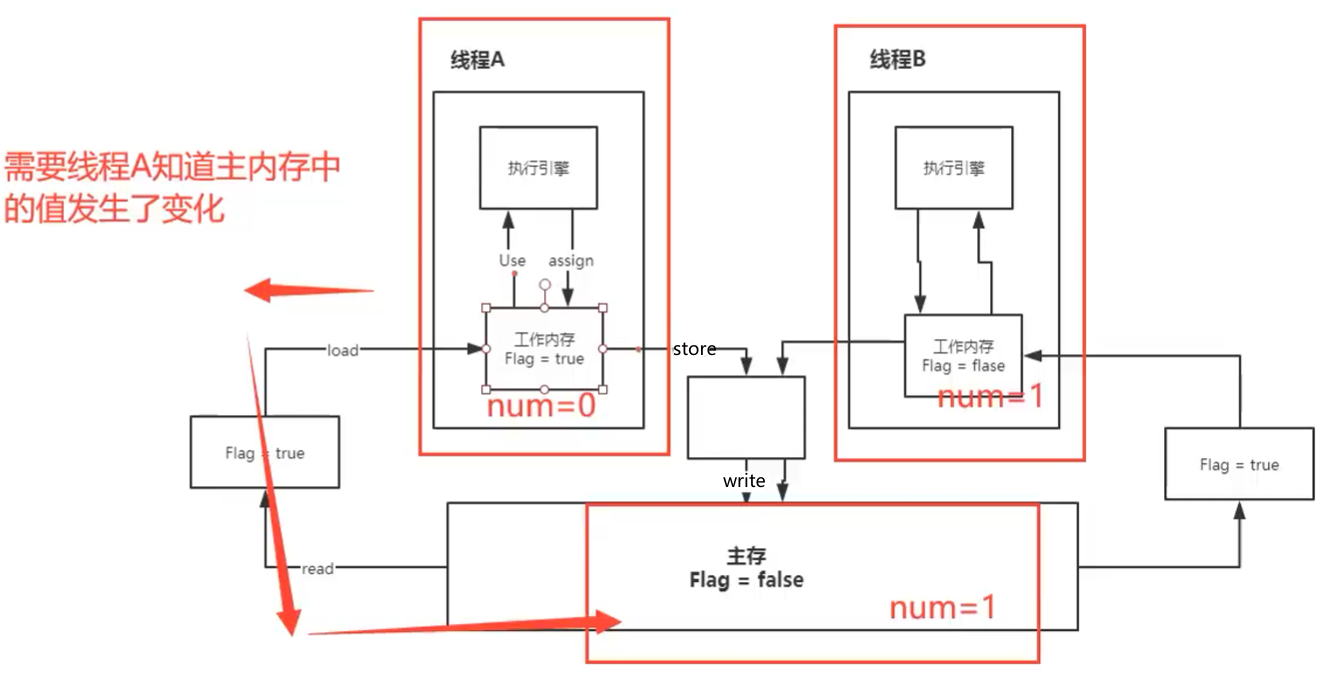 线程A
线程B
需要线程A知道主内存中
的值发生了变化
执行引擎
执行引擎
Use
assign
工作内存
Flag = true
工作内存
Flag = flase
load
store
num=0
num=1
Flag = true
Flag = true
write
主存
Flag = false
read
num=1